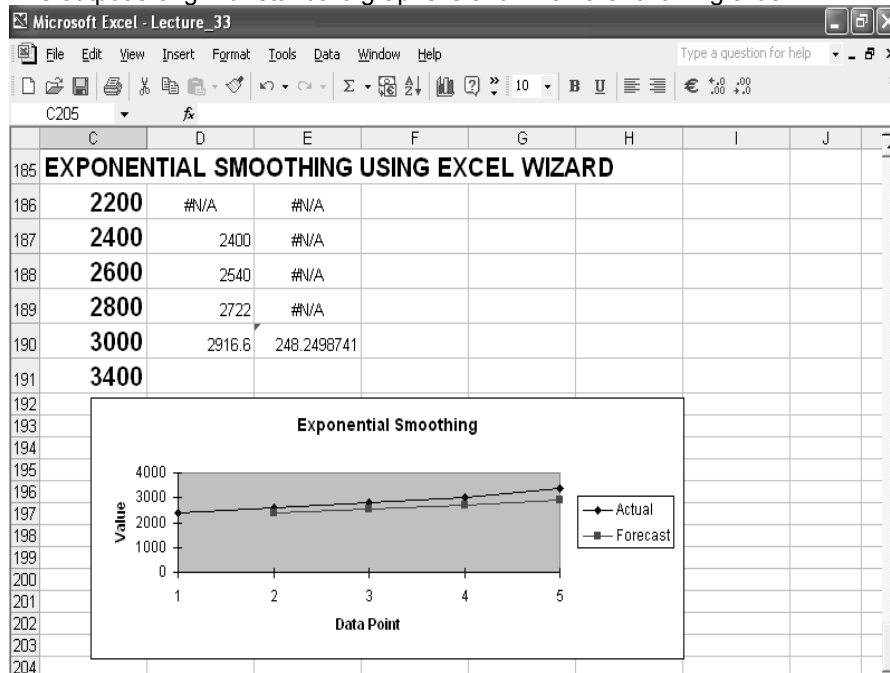 Microsoft Excel - Lecture_33
File Edit View Insert Format Tools Data Window Help Type a question for help
10 B U € .00 .00
C205 fx
C D E F G H I J
185 EXPONENTIAL SMOOTHING USING EXCEL WIZARD
186 2200 #N/A #N/A
187 2400 2400 #N/A
188 2600 2540 #N/A
189 2800 2722 #N/A
190 3000 2916.6 248.2498741
191 3400
192
193
194
195
196
197
198
199
200
201
202
203
204
Exponential Smoothing
Value
4000
3000
2000
1000
0
1 2 3 4 5
Data Point
Actual
Forecast